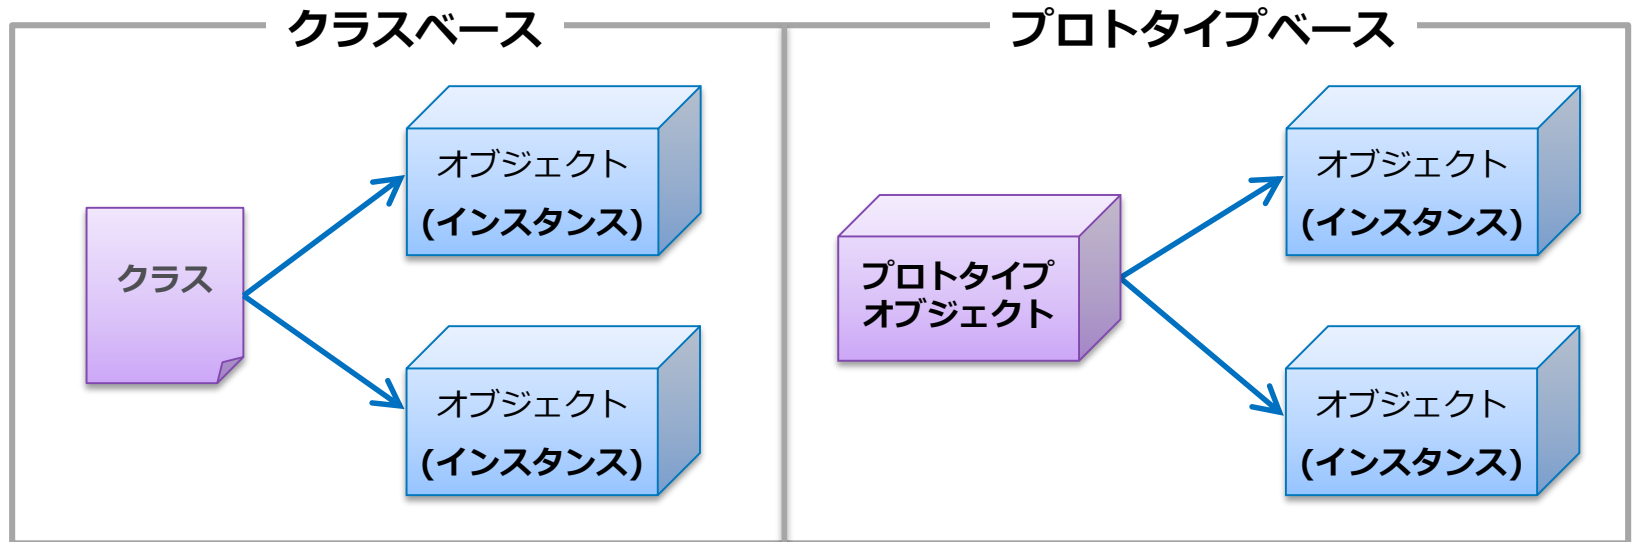 クラスベース
プロトタイプベース
クラス
オブジェクト
(インスタンス)
オブジェクト
(インスタンス)
プロトタイプ
オブジェクト
オブジェクト
(インスタンス)
オブジェクト
(インスタンス)